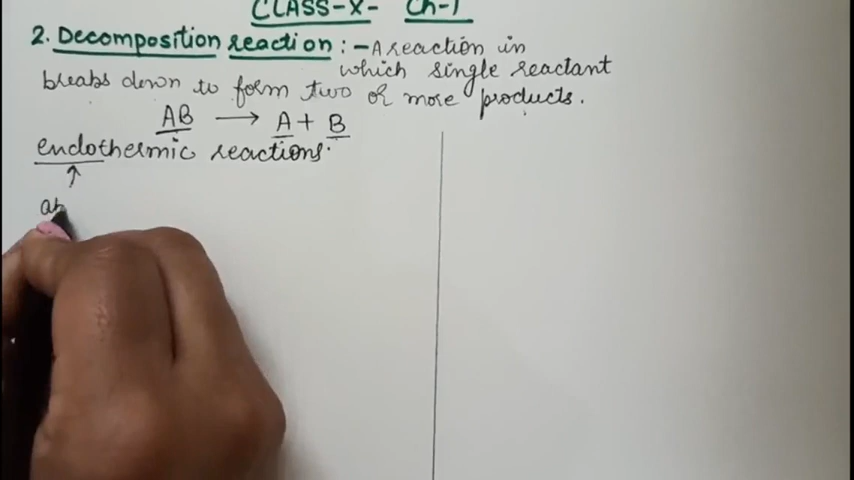 CLASS-X- Ch-1
2. Decomposition reaction :- A reaction in
which single reactant
breaks down to form two or more products.
AB → A + B
endothermic reactions.
↑
ab